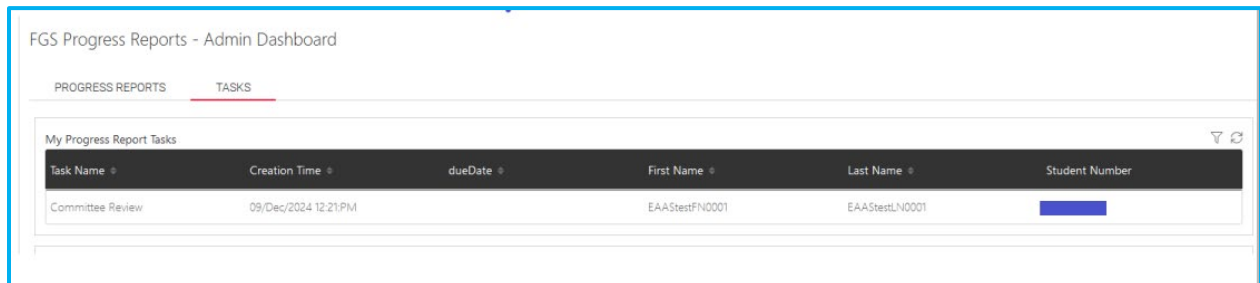 FGS Progress Reports - Admin Dashboard
PROGRESS REPORTS TASKS
My Progress Report Tasks
Task Name Creation Time dueDate First Name Last Name Student Number
Committee Review 09/Dec/2024 12:21:PM EAAStestFN0001 EAAStestLN0001